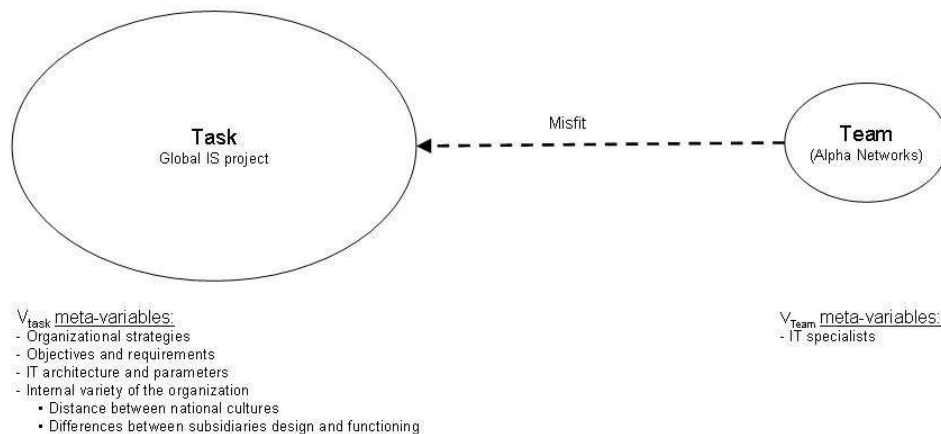 Misfit
Task
Global IS project
Team
(Alpha Networks)
Vtask meta-variables:
- Organizational strategies
- Objectives and requirements
- IT architecture and parameters
- Internal variety of the organization
▪ Distance between national cultures
▪ Differences between subsidiaries design and functioning
VTeam meta-variables:
- IT specialists